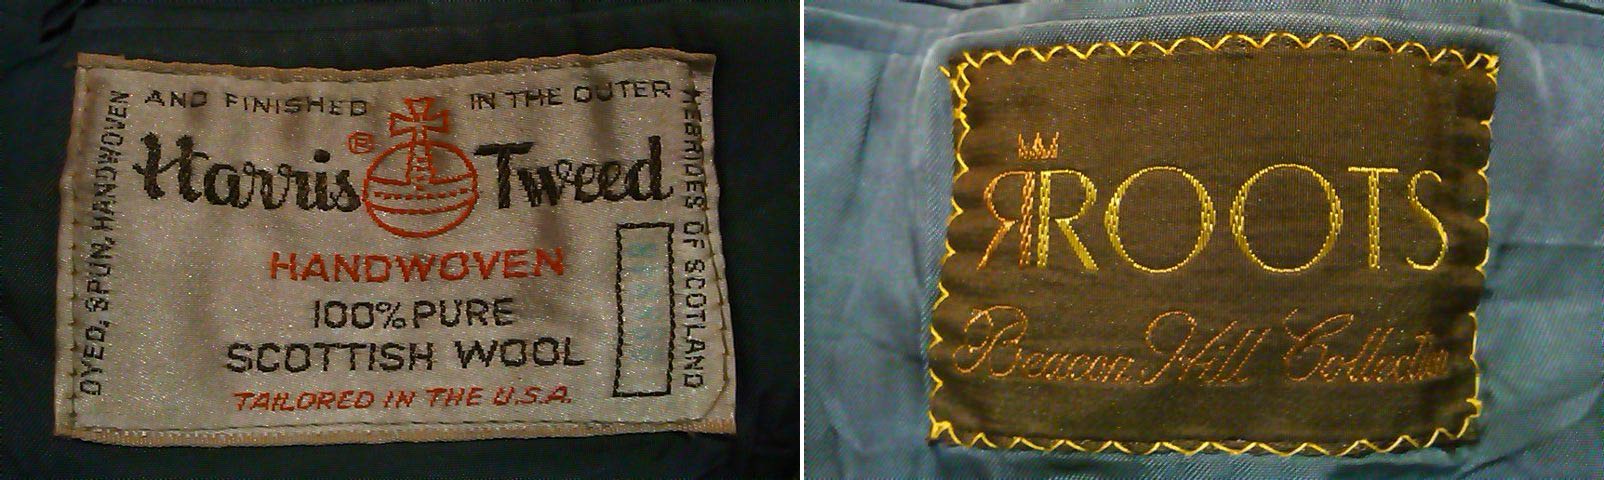 DYED, SPUN, HANDWOVEN
AND FINISHED IN THE OUTER
HEBRIDES OF SCOTLAND
Harris® Tweed
HANDWOVEN
100% PURE
SCOTTISH WOOL
TAILORED IN THE U.S.A.
ЯROOTS
Beacon Hill Collection